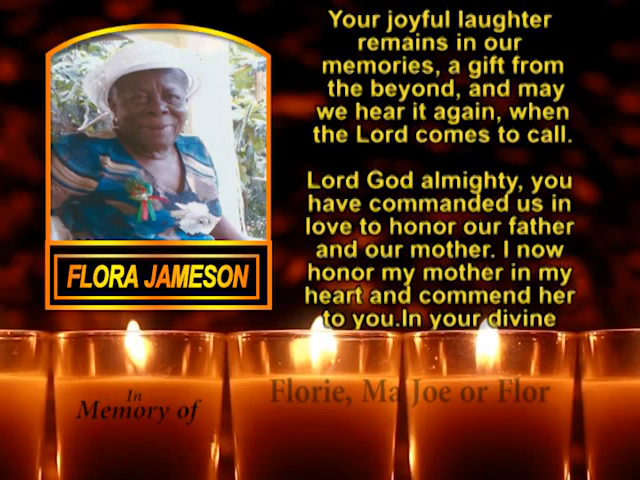 Your joyful laughter
remains in our
memories, a gift from
the beyond, and may
we hear it again, when
the Lord comes to call.
Lord God almighty, you
have commanded us in
love to honor our father
and our mother. I now
honor my mother in my
heart and commend her
to you.In your divine
FLORA JAMESON
In
Memory of
Florie, Ma Joe or Flor